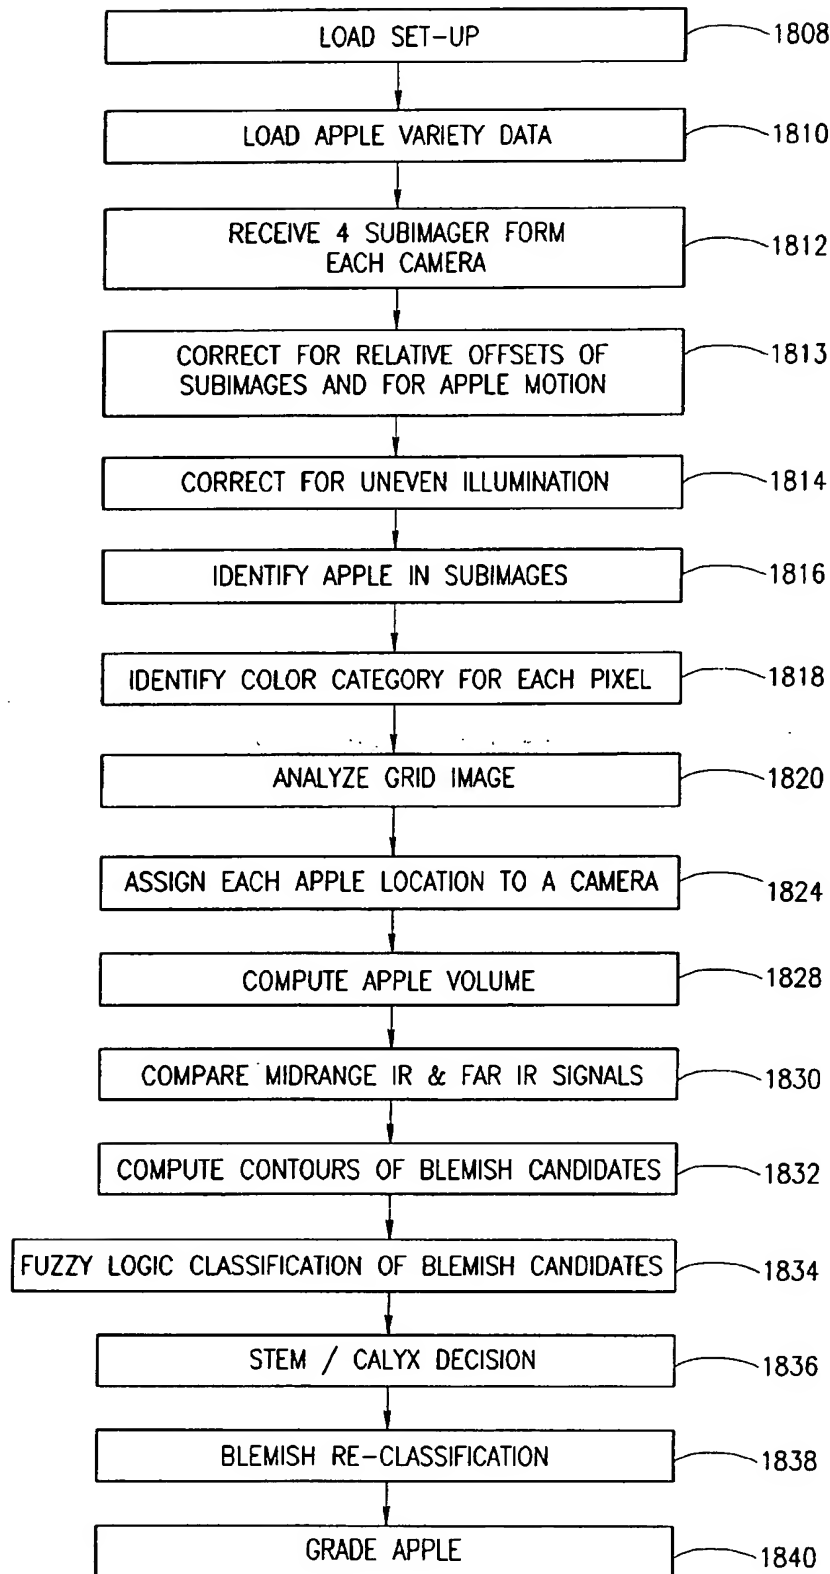 LOAD SET-UP 1808
LOAD APPLE VARIETY DATA 1810
RECEIVE 4 SUBIMAGER FORM
EACH CAMERA 1812
CORRECT FOR RELATIVE OFFSETS OF
SUBIMAGES AND FOR APPLE MOTION 1813
CORRECT FOR UNEVEN ILLUMINATION 1814
IDENTIFY APPLE IN SUBIMAGES 1816
IDENTIFY COLOR CATEGORY FOR EACH PIXEL 1818
ANALYZE GRID IMAGE 1820
ASSIGN EACH APPLE LOCATION TO A CAMERA 1824
COMPUTE APPLE VOLUME 1828
COMPARE MIDRANGE IR & FAR IR SIGNALS 1830
COMPUTE CONTOURS OF BLEMISH CANDIDATES 1832
FUZZY LOGIC CLASSIFICATION OF BLEMISH CANDIDATES 1834
STEM / CALYX DECISION 1836
BLEMISH RE-CLASSIFICATION 1838
GRADE APPLE 1840